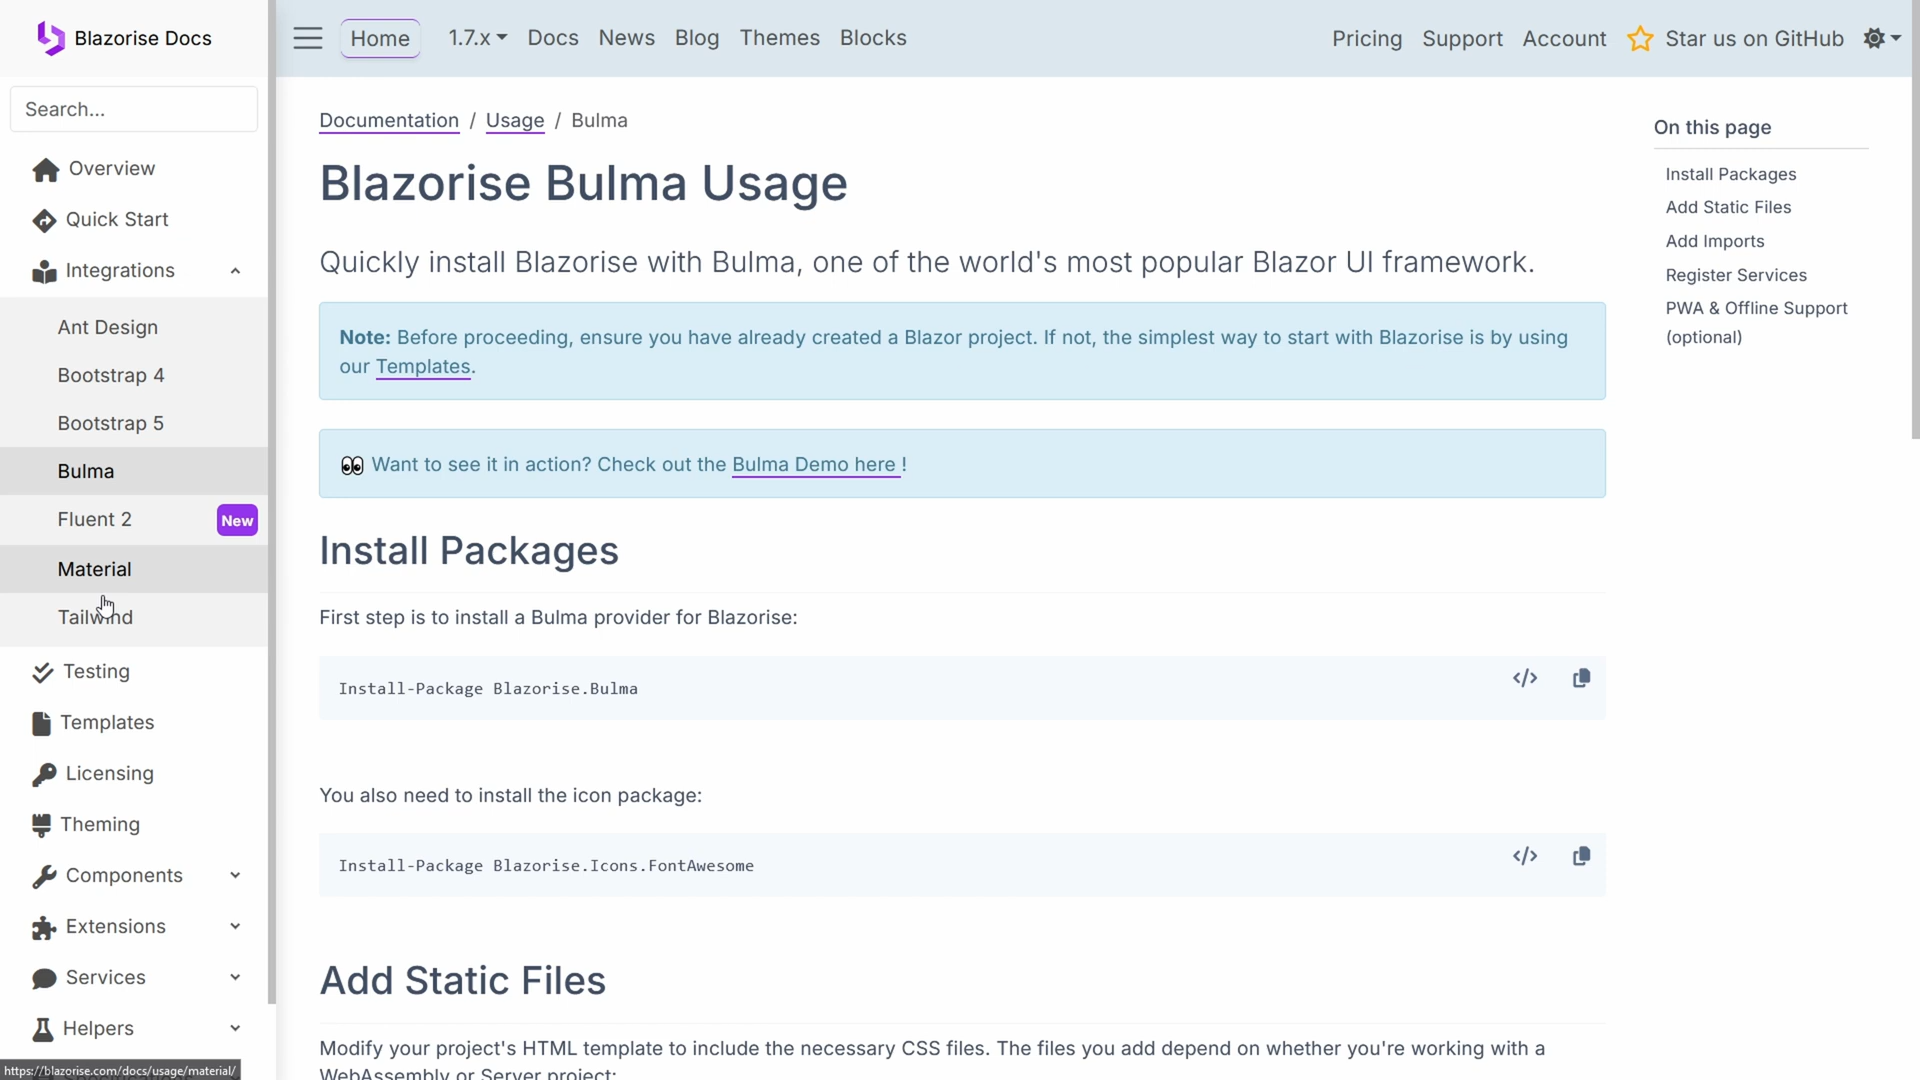 Blazorise Docs
Home
1.7.x
Docs
News
Blog
Themes
Blocks
Pricing
Support
Account
Star us on GitHub
Search...
Overview
Quick Start
Integrations
Ant Design
Bootstrap 4
Bootstrap 5
Bulma
Fluent 2
New
Material
Tailwind
Testing
Templates
Licensing
Theming
Components
Extensions
Services
Helpers
https://blazorise.com/docs/usage/material/
Documentation / Usage / Bulma
Blazorise Bulma Usage
Quickly install Blazorise with Bulma, one of the world's most popular Blazor UI framework.
Note: Before proceeding, ensure you have already created a Blazor project. If not, the simplest way to start with Blazorise is by using
our Templates.
👀 Want to see it in action? Check out the Bulma Demo here !
Install Packages
First step is to install a Bulma provider for Blazorise:
Install-Package Blazorise.Bulma
You also need to install the icon package:
Install-Package Blazorise.Icons.FontAwesome
Add Static Files
Modify your project's HTML template to include the necessary CSS files. The files you add depend on whether you're working with a
WebAssembly or Server project:
On this page
Install Packages
Add Static Files
Add Imports
Register Services
PWA & Offline Support
(optional)